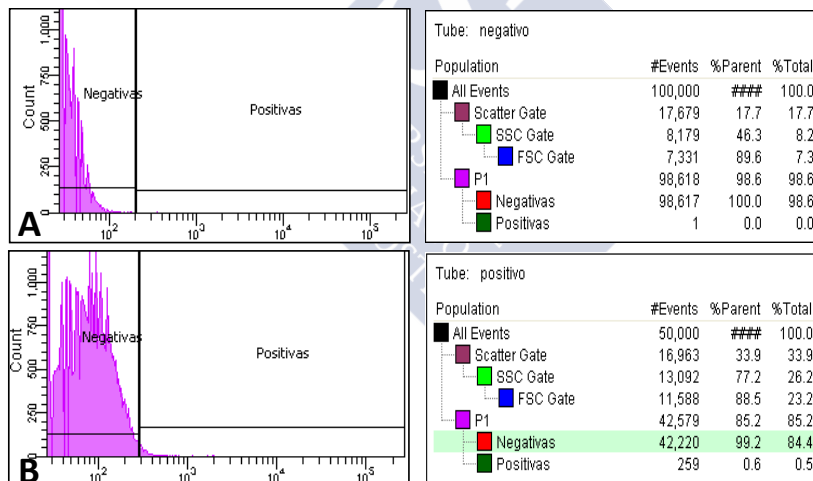 1,000
750
500
250
0
Count
Negativas
Positivas
A
10² 10³ 10⁴ 10⁵
Tube: negativo
Population #Events %Parent %Total
All Events 100,000 #### 100.0
Scatter Gate 17,679 17.7 17.7
SSC Gate 8,179 46.3 8.2
FSC Gate 7,331 89.6 7.3
P1 98,618 98.6 98.6
Negativas 98,617 100.0 98.6
Positivas 1 0.0 0.0
1,000
750
500
250
0
Count
Negativas
Positivas
B
10² 10³ 10⁴ 10⁵
Tube: positivo
Population #Events %Parent %Total
All Events 50,000 #### 100.0
Scatter Gate 16,963 33.9 33.9
SSC Gate 13,092 77.2 26.2
FSC Gate 11,588 88.5 23.2
P1 42,579 85.2 85.2
Negativas 42,220 99.2 84.4
Positivas 259 0.6 0.5